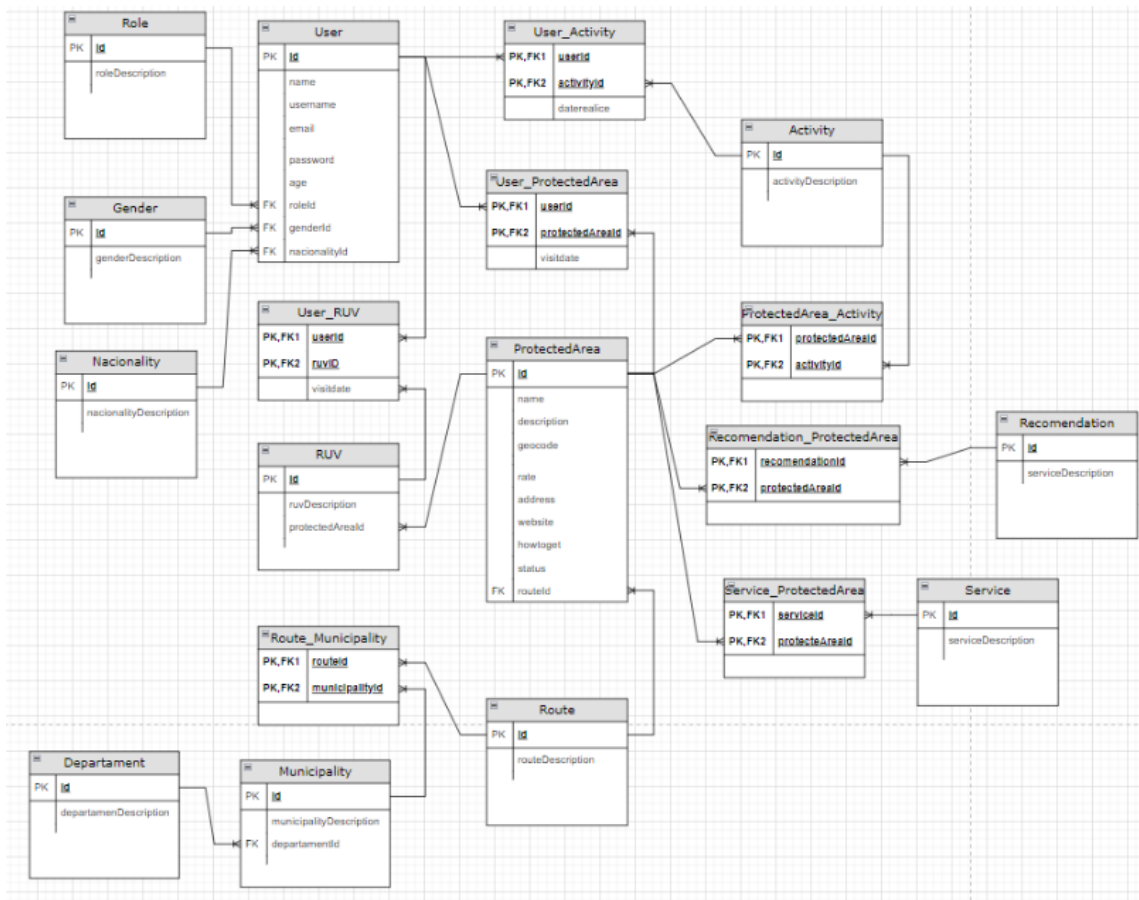 Role
PK Id
roleDescription
User
PK Id
name
username
email
password
age
FK roleId
FK genderId
FK nacionalityId
User_Activity
PK,FK1 userId
PK,FK2 activityId
daterealice
Activity
PK Id
activityDescription
Gender
PK Id
genderDescription
User_ProtectedArea
PK,FK1 userId
PK,FK2 protectedAreaId
visitdate
User_RUV
PK,FK1 userId
PK,FK2 ruvID
visitdate
Nacionality
PK Id
nacionalityDescription
ProtectedArea
PK Id
name
description
geocode
rate
address
website
howtoget
status
FK routeId
ProtectedArea_Activity
PK,FK1 protectedAreaId
PK,FK2 activityId
RUV
PK Id
ruvDescription
protectedAreaId
Recomendation_ProtectedArea
PK,FK1 recomendationId
PK,FK2 protectedAreaId
Recomendation
PK Id
serviceDescription
Service_ProtectedArea
PK,FK1 serviceId
PK,FK2 protecteAreaId
Service
PK Id
serviceDescription
Route_Municipality
PK,FK1 routeId
PK,FK2 municipalityId
Route
PK Id
routeDescription
Departament
PK Id
departamenDescription
Municipality
PK Id
municipalityDescription
FK departamentId